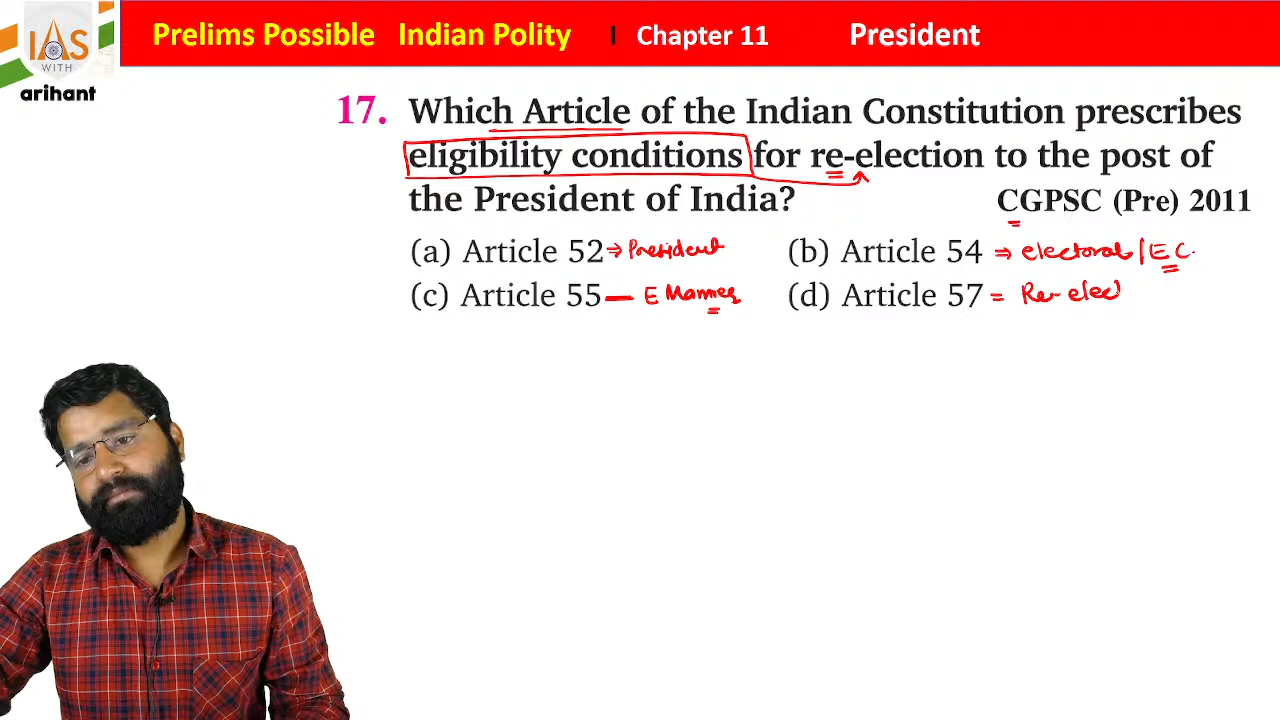 IAS
WITH
arihant
Prelims Possible Indian Polity | Chapter 11 President
17. Which Article of the Indian Constitution prescribes
eligibility conditions for re-election to the post of
the President of India? CGPSC (Pre) 2011
(a) Article 52 → President (b) Article 54 ⇒ electoral / E C.
(c) Article 55 — E Manner (d) Article 57 = Re-elect